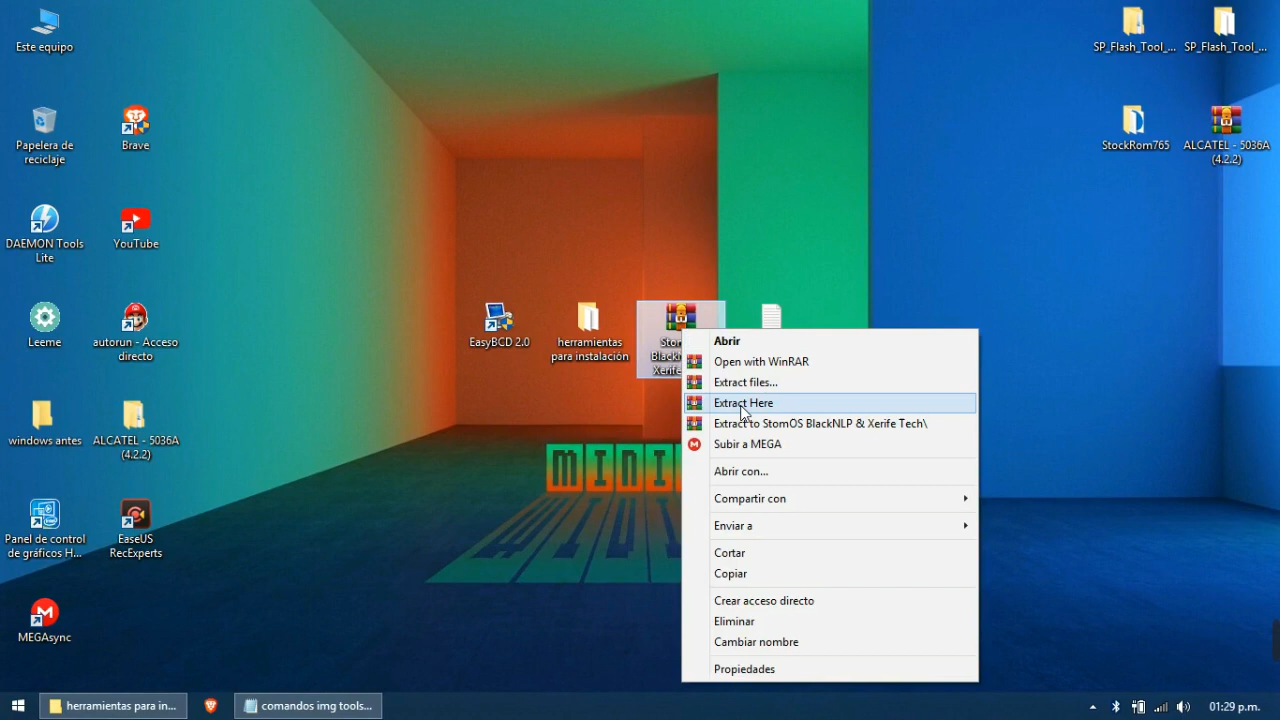 Este equipo
Papelera de
reciclaje
DAEMON Tools
Lite
Leeme
windows antes
Panel de control
de gráficos H...
MEGAsync
Brave
YouTube
autorun - Acceso
directo
ALCATEL - 5036A
(4.2.2)
EaseUS
RecExperts
EasyBCD 2.0
herramientas
para instalación
Xerife
SP_Flash_Tool_...
SP_Flash_Tool_...
StockRom765
ALCATEL - 5036A
(4.2.2)
MINI
Abrir
Open with WinRAR
Extract files...
Extract Here
Extract to StomOS BlackNLP & Xerife Tech\
Subir a MEGA
Abrir con...
Compartir con
Enviar a
Cortar
Copiar
Crear acceso directo
Eliminar
Cambiar nombre
Propiedades
herramientas para in...
comandos img tools...
01:29 p.m.